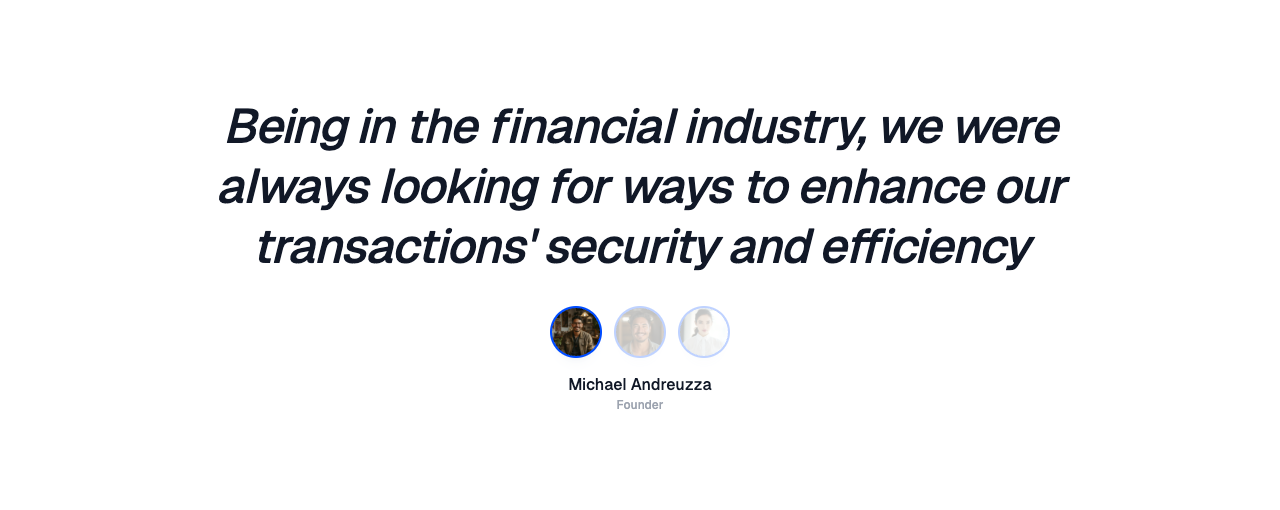 Being in the financial industry, we were
always looking for ways to enhance our
transactions' security and efficiency
Michael Andreuzza
Founder